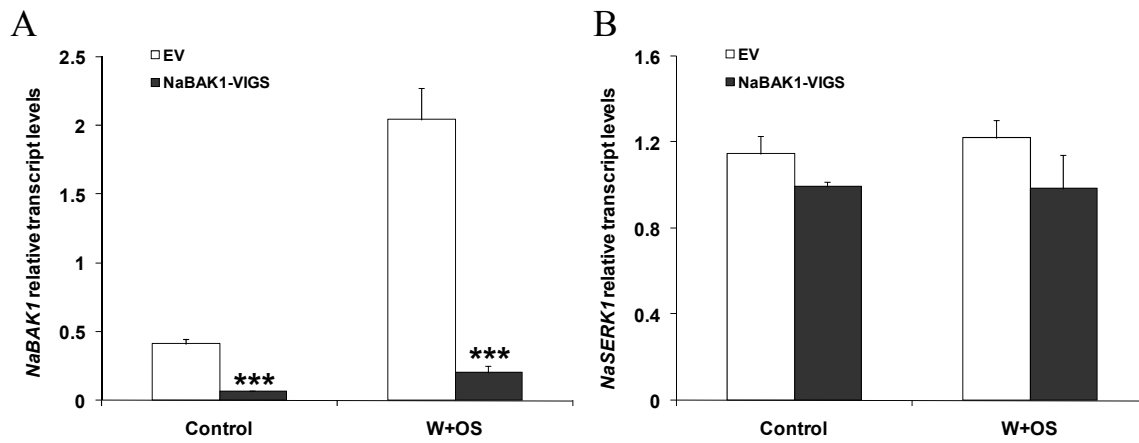 A
NaBAK1 relative transcript levels
2.5
2
1.5
1
0.5
0
EV
NaBAK1-VIGS
***
***
Control
W+OS
B
NaSERK1 relative transcript levels
1.6
1.2
0.8
0.4
0
EV
NaBAK1-VIGS
Control
W+OS